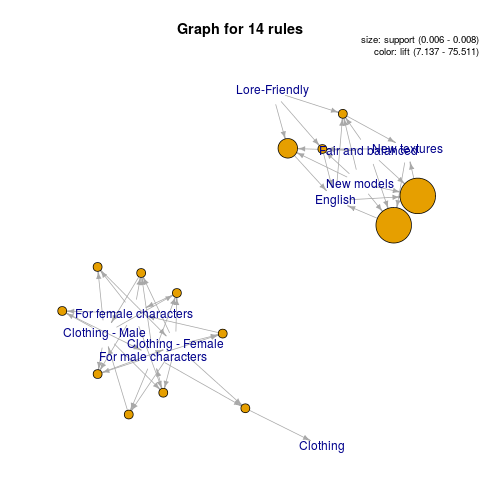 Graph for 14 rules
size: support (0.006 - 0.008)
color: lift (7.137 - 75.511)
Lore-Friendly
Fair and balanced
New textures
New models
English
For female characters
Clothing - Male
Clothing - Female
For male characters
Clothing